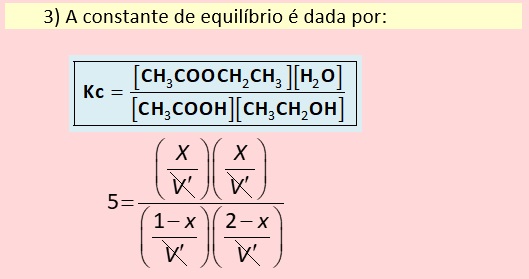 3) A constante de equilíbrio é dada por:
Kc = [CH₃COOCH₂CH₃][H₂O] / [CH₃COOH][CH₃CH₂OH]
5= (X/V')(X/V') / (1−x/V')(2−x/V')